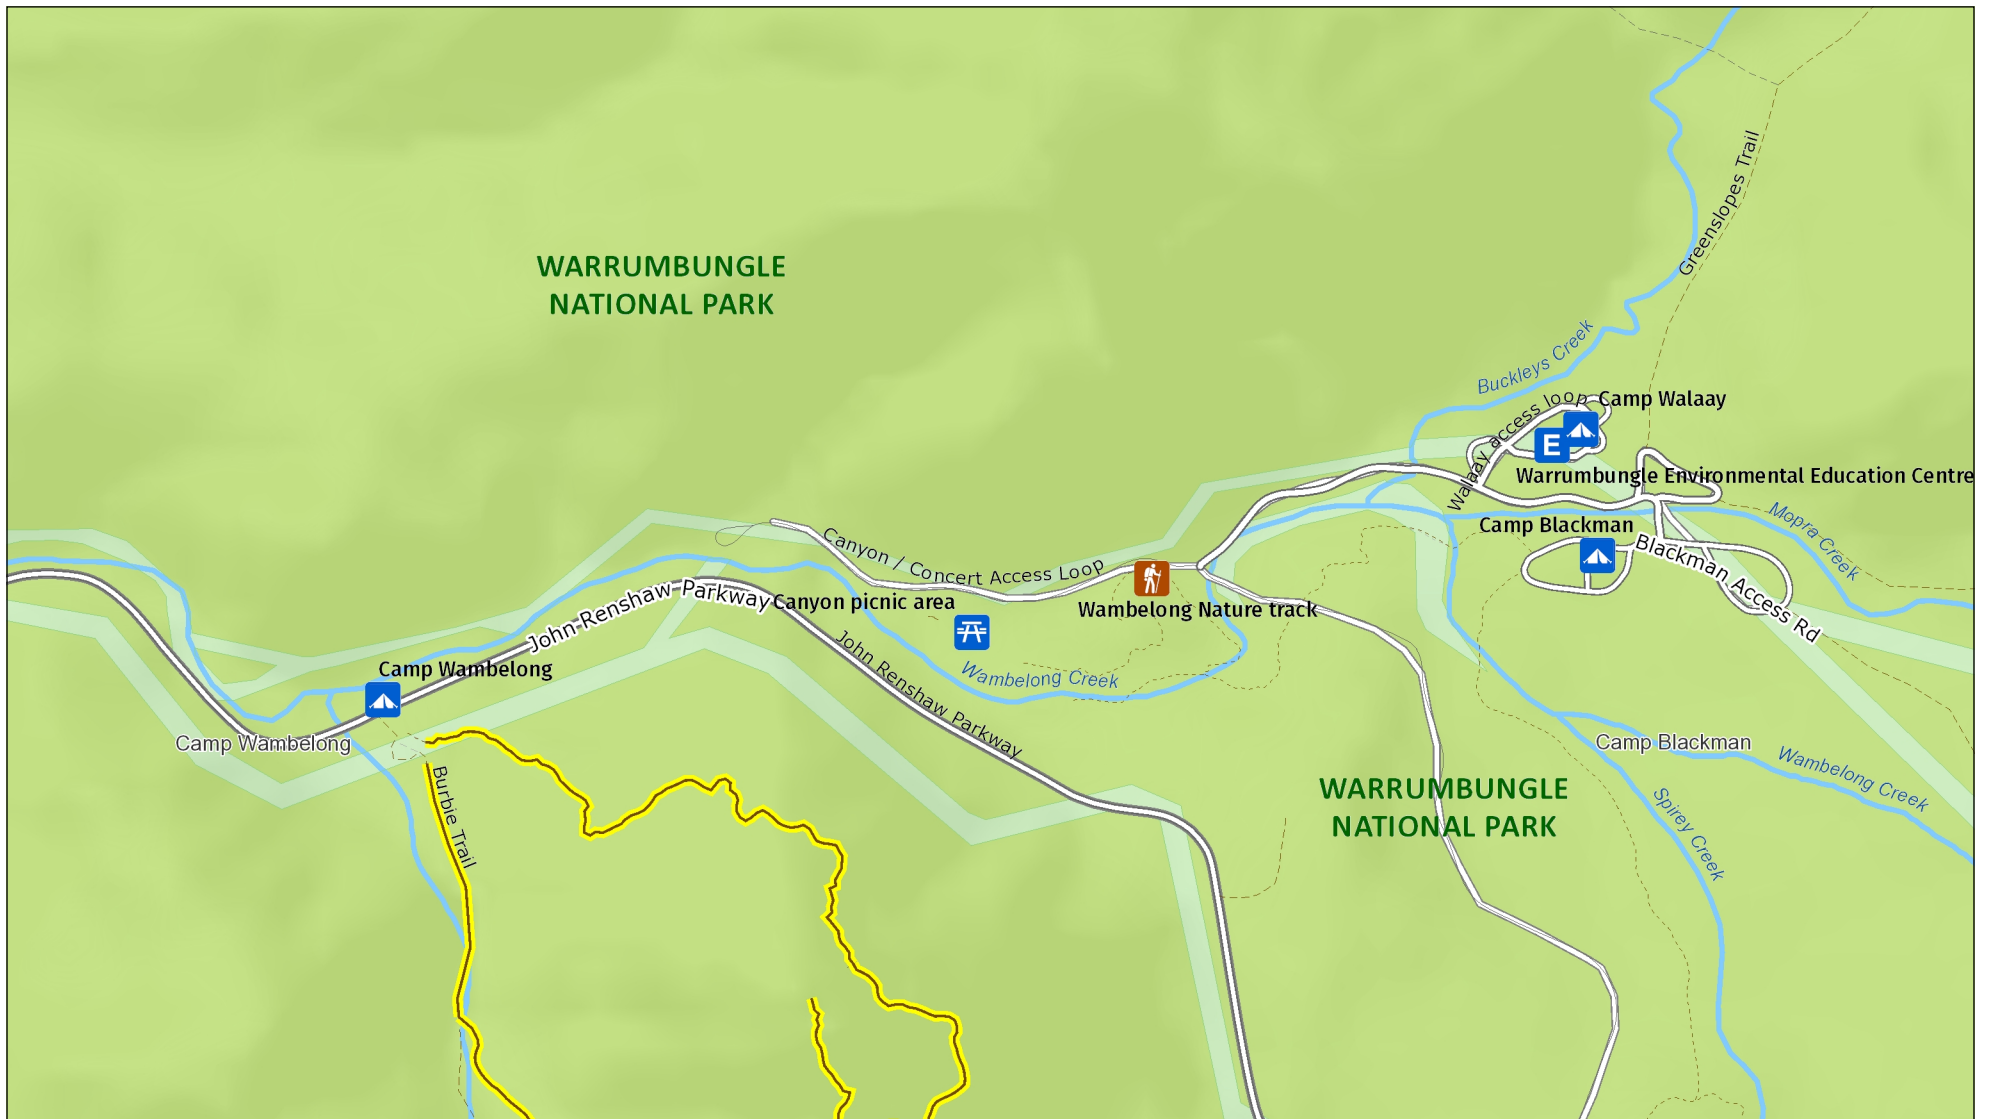 Greenslopes Trail
WARRUMBUNGLE
NATIONAL PARK
Buckleys Creek
Walaay access loop
Camp Walaay
E
Warrumbungle Environmental Education Centre
Mopra Creek
Camp Blackman
Blackman Access Rd
Canyon / Concert Access Loop
John Renshaw Parkway
Canyon picnic area
Wambelong Nature track
John Renshaw Parkway
Camp Wambelong
Wambelong Creek
Camp Wambelong
Camp Blackman
Wambelong Creek
Spirey Creek
Burbie Trail
WARRUMBUNGLE
NATIONAL PARK